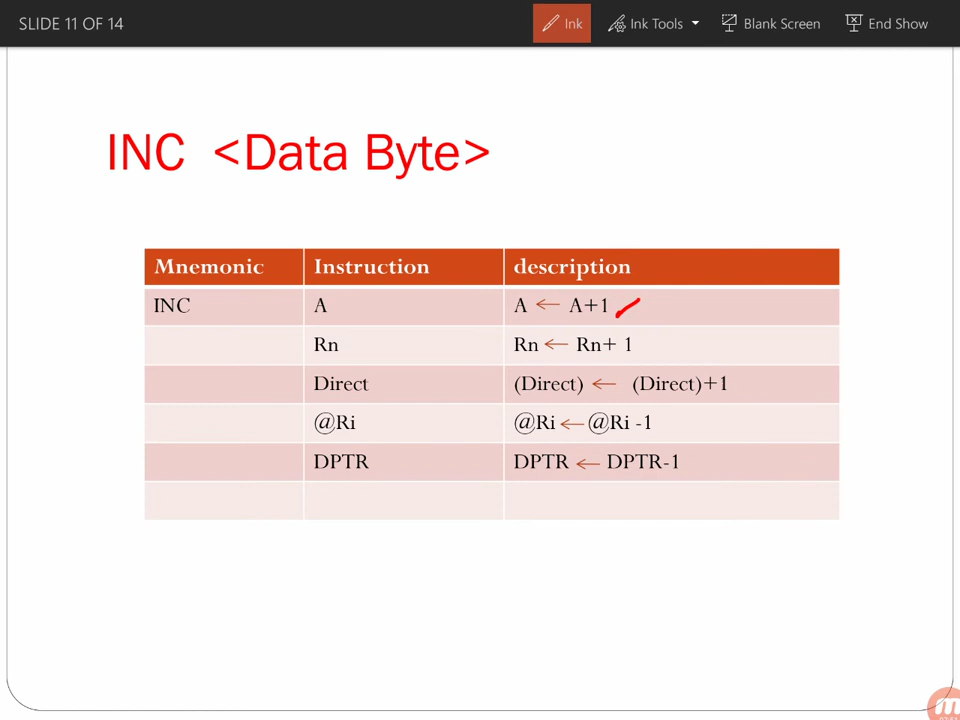 SLIDE 11 OF 14 Ink Ink Tools Blank Screen End Show
INC <Data Byte>
Mnemonic Instruction description
INC A A ← A+1
Rn Rn ← Rn+ 1
Direct (Direct) ← (Direct)+1
@Ri @Ri ← @Ri -1
DPTR DPTR ← DPTR-1